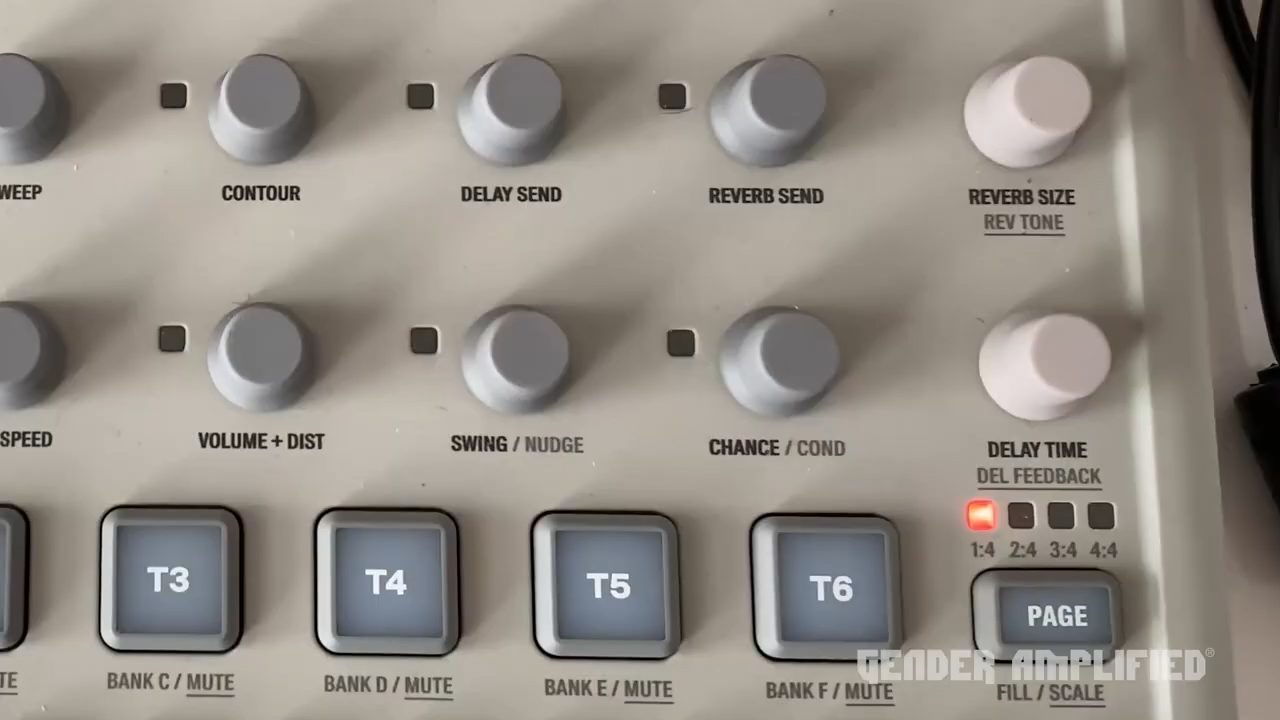 WEEP
CONTOUR
DELAY SEND
REVERB SEND
REVERB SIZE
REV TONE
SPEED
VOLUME + DIST
SWING / NUDGE
CHANCE / COND
DELAY TIME
DEL FEEDBACK
1:4 2:4 3:4 4:4
T3
T4
T5
T6
PAGE
TE
BANK C / MUTE
BANK D / MUTE
BANK E / MUTE
BANK F / MUTE
FILL / SCALE
GENDER AMPLIFIED®